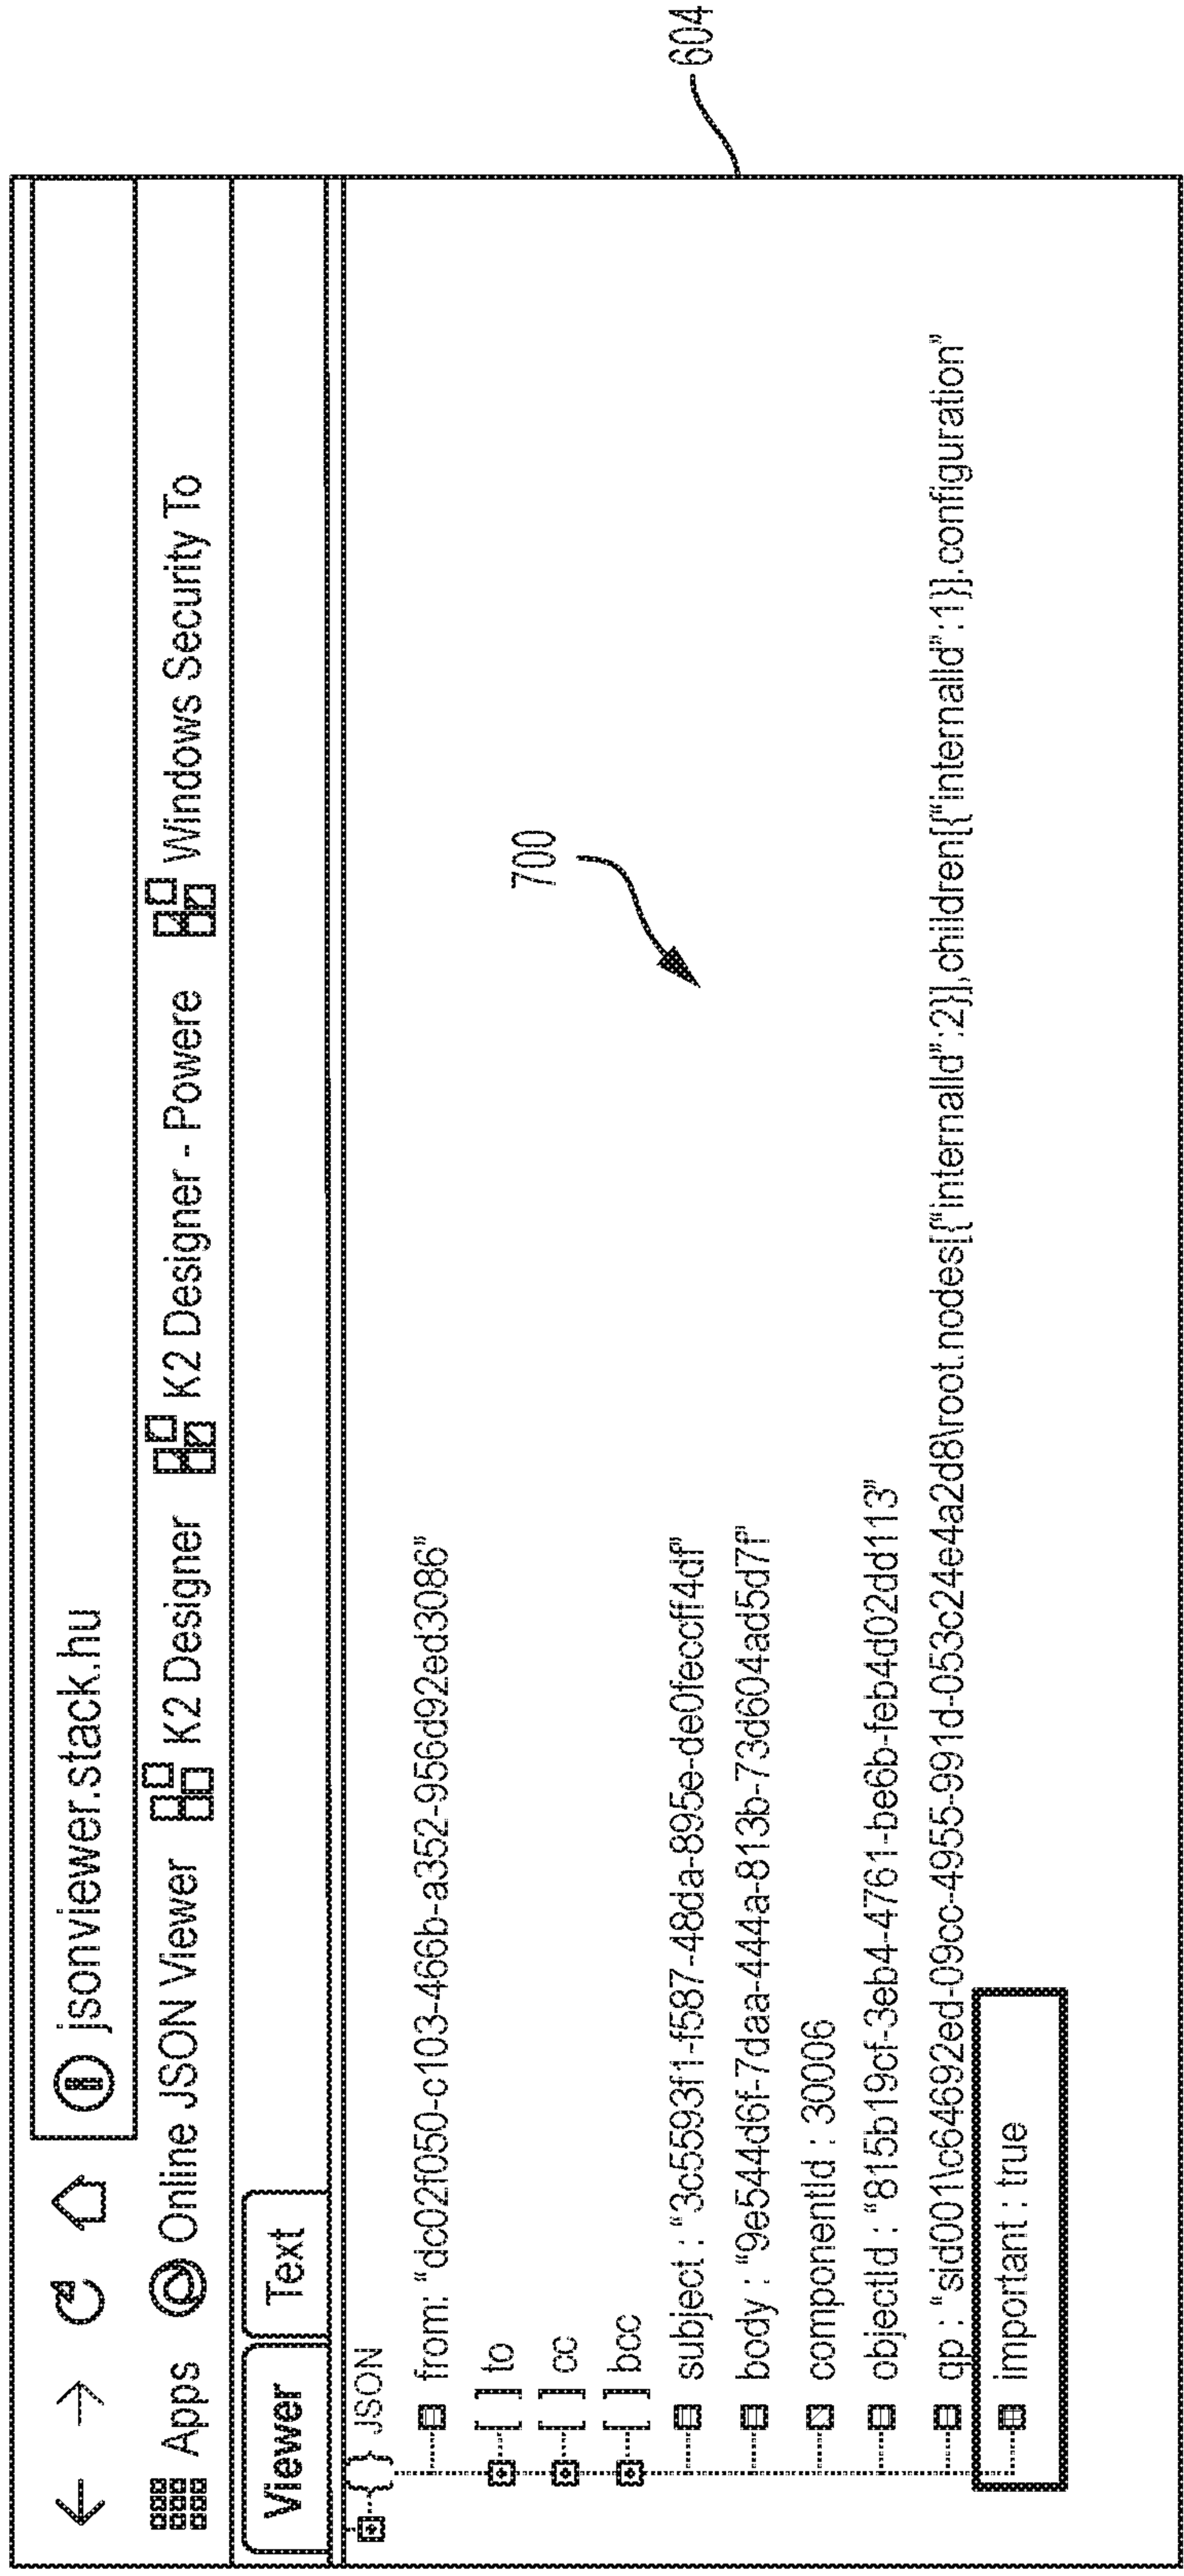 604
jsonviewer.stack.hu
Apps Online JSON Viewer K2 Designer K2 Designer - Powere Windows Security To
Viewer Text
JSON
from: “dc02f050-c103-466b-a352-956d92ed3086”
[ ] to
[ ] cc
[ ] bcc
700
subject : “3c5593f1-f587-48da-895e-de0feccff4df”
body : “9e544d6f-7daa-444a-813b-73d604ad5d7f”
componentId : 30006
objectId : “815b19cf-3eb4-4761-be6b-feb4d02dd113”
qp : “sid001\c64692ed-09cc-4955-991d-053c24e4a2d8\root.nodes[{“internalId”:2}],children[{“internalId”:1}].configuration”
important : true